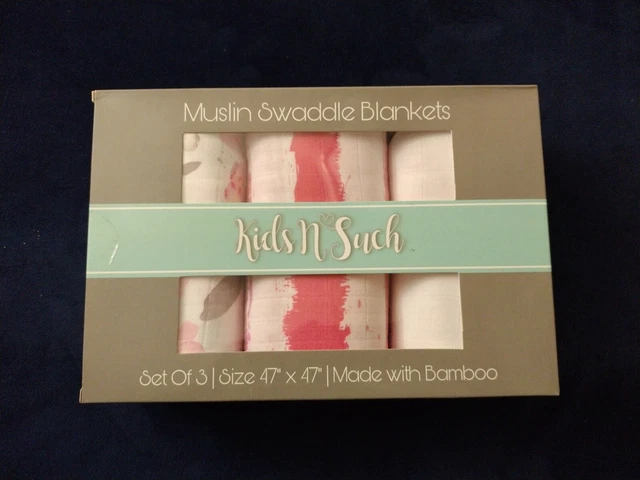 Muslin Swaddle Blankets
Kids N Such
Set Of 3 | Size 47" x 47" | Made with Bamboo